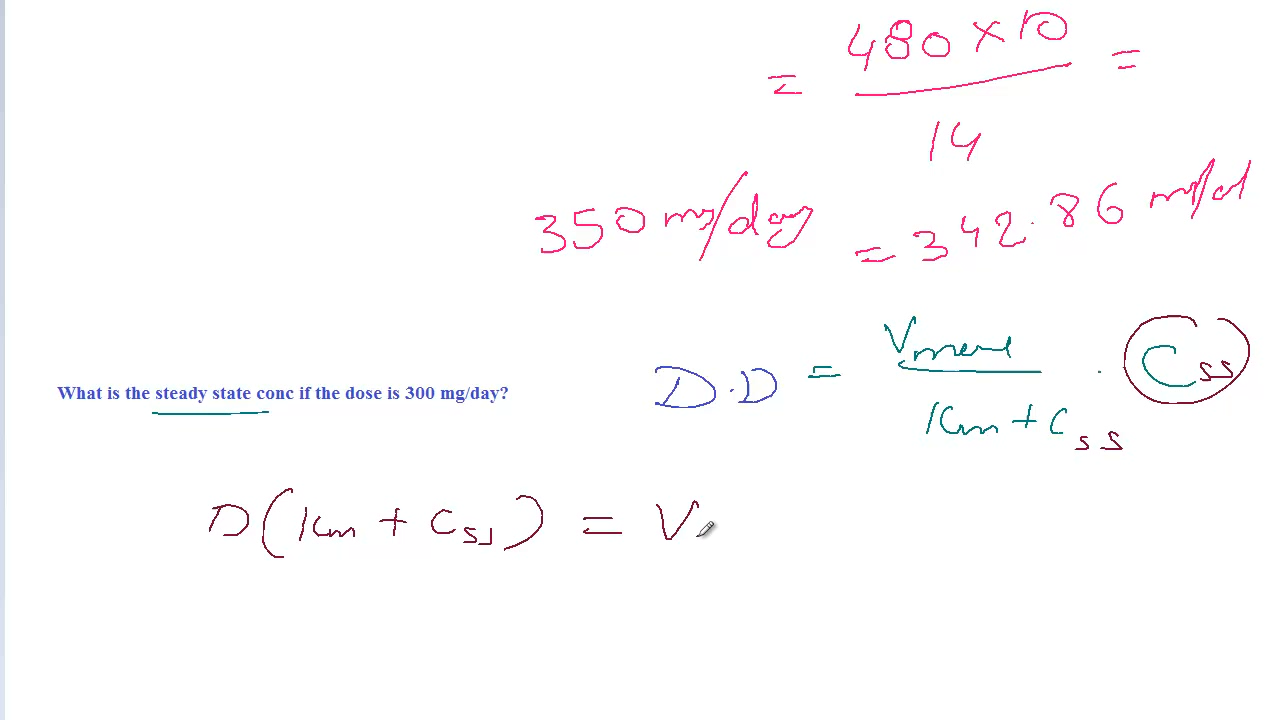 = 480 × 10 / 14 =
350 mg/day = 342.86 mg/d
What is the steady state conc if the dose is 300 mg/day?
D.D = Vmax / Km + Css . Css
D(Km + Css) = V